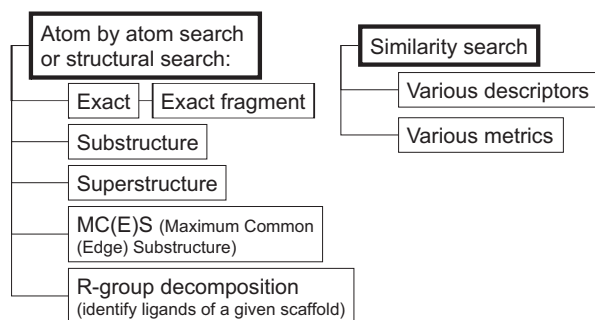 Atom by atom search
or structural search:
Exact
Exact fragment
Substructure
Superstructure
MC(E)S (Maximum Common
(Edge) Substructure)
R-group decomposition
(identify ligands of a given scaffold)
Similarity search
Various descriptors
Various metrics